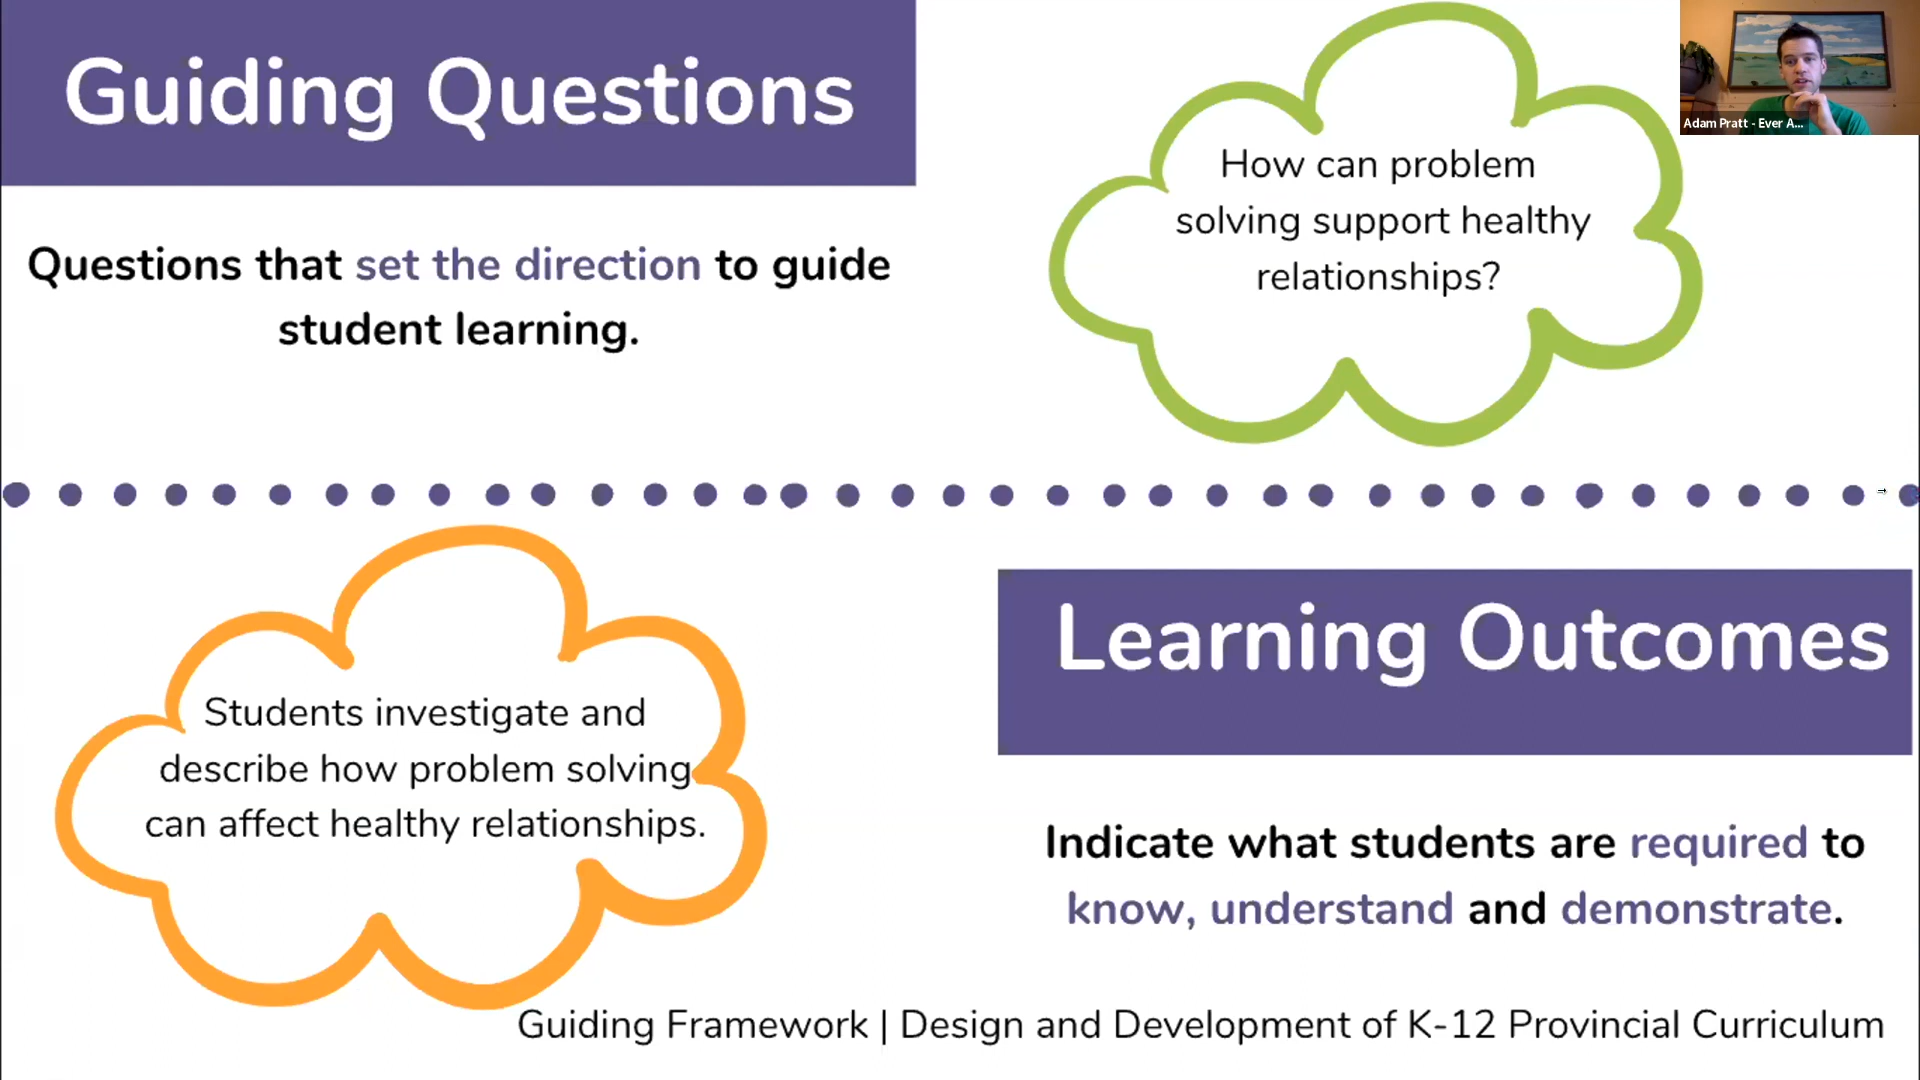 Guiding Questions
Questions that set the direction to guide
student learning.
How can problem
solving support healthy
relationships?
Adam Pratt - Ever A...
Students investigate and
describe how problem solving
can affect healthy relationships.
Learning Outcomes
Indicate what students are required to
know, understand and demonstrate.
Guiding Framework | Design and Development of K-12 Provincial Curriculum